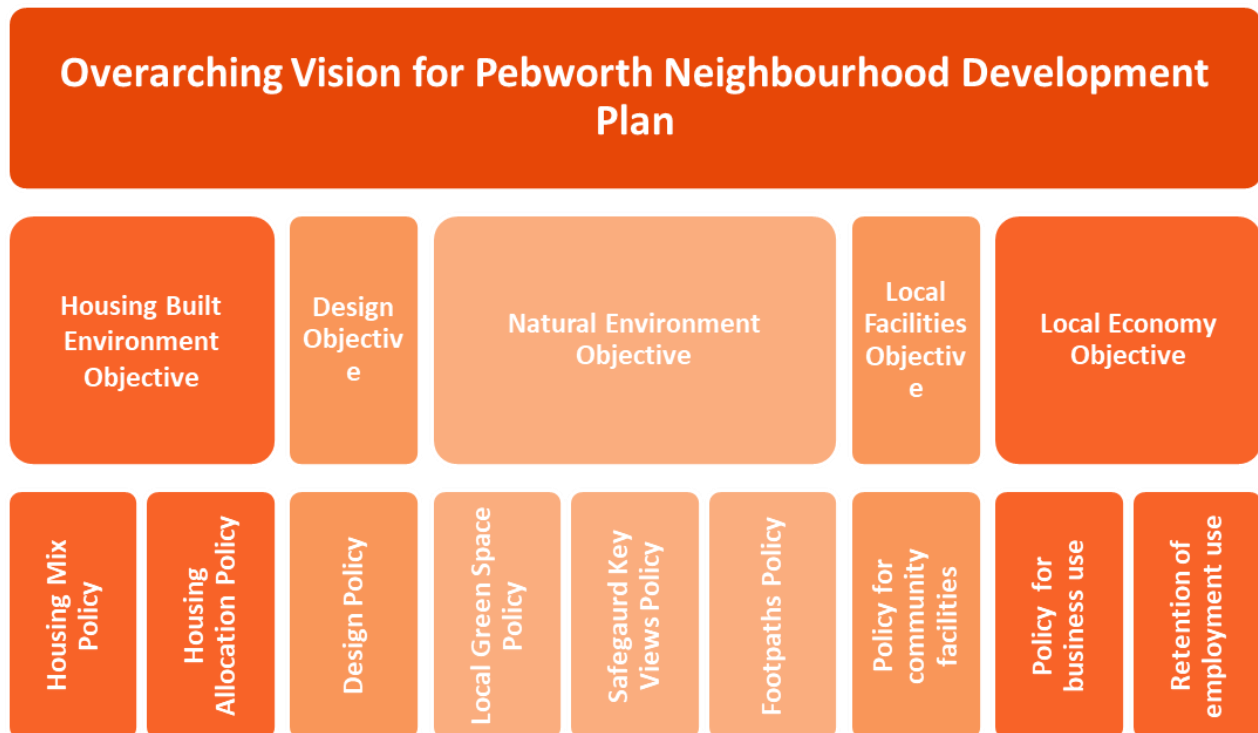 Overarching Vision for Pebworth Neighbourhood Development
Plan
Housing Built
Environment
Objective
Design
Objectiv
e
Natural Environment
Objective
Local
Facilities
Objectiv
e
Local Economy
Objective
Housing Mix
Policy
Housing
Allocation Policy
Design Policy
Local Green Space
Policy
Safegaurd Key
Views Policy
Footpaths Policy
Policy for
community
facilities
Policy for
business use
Retention of
employment use